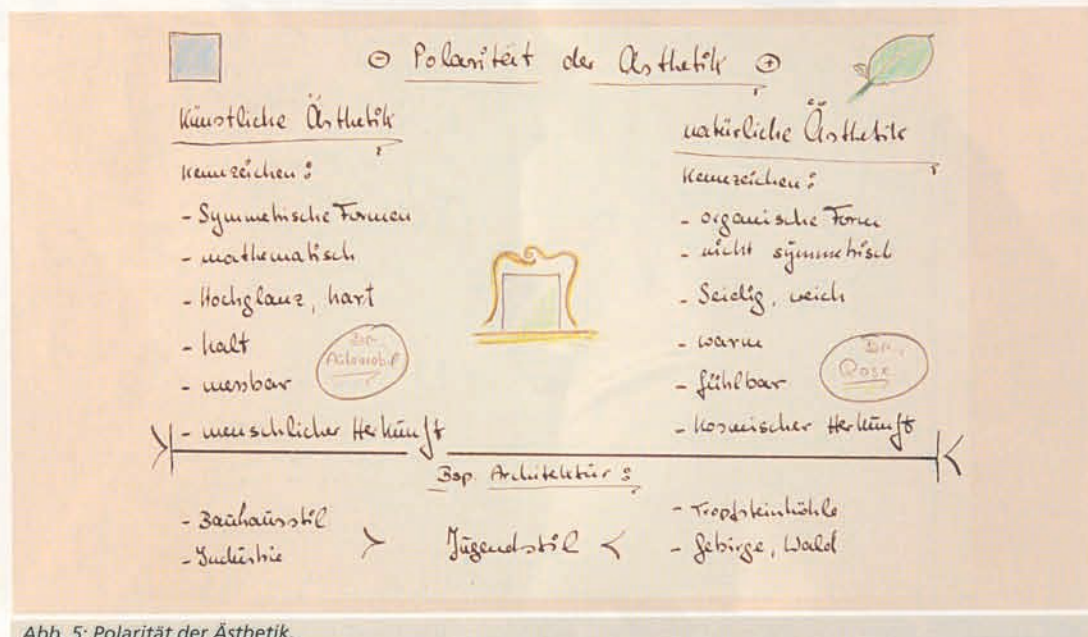 ⊖ Polarität der Ästhetik ⊕
Künstliche Ästhetik
Kennzeichen:
- Symmetrische Formen
- mathematisch
- Hochglanz, hart
- kalt
- messbar
- menschlicher Herkunft
Bsp. Automobil
natürliche Ästhetik
Kennzeichen:
- organische Form
- nicht symmetrisch
- Seidig, weich
- warm
- fühlbar
- kosmischer Herkunft
Bsp. Rose
Bsp. Architektur:
- Bauhausstil
- Industrie
> Jugendstil <
- Tropfsteinhöhle
- Gebirge, Wald
Abb. 5: Polarität der Ästhetik.